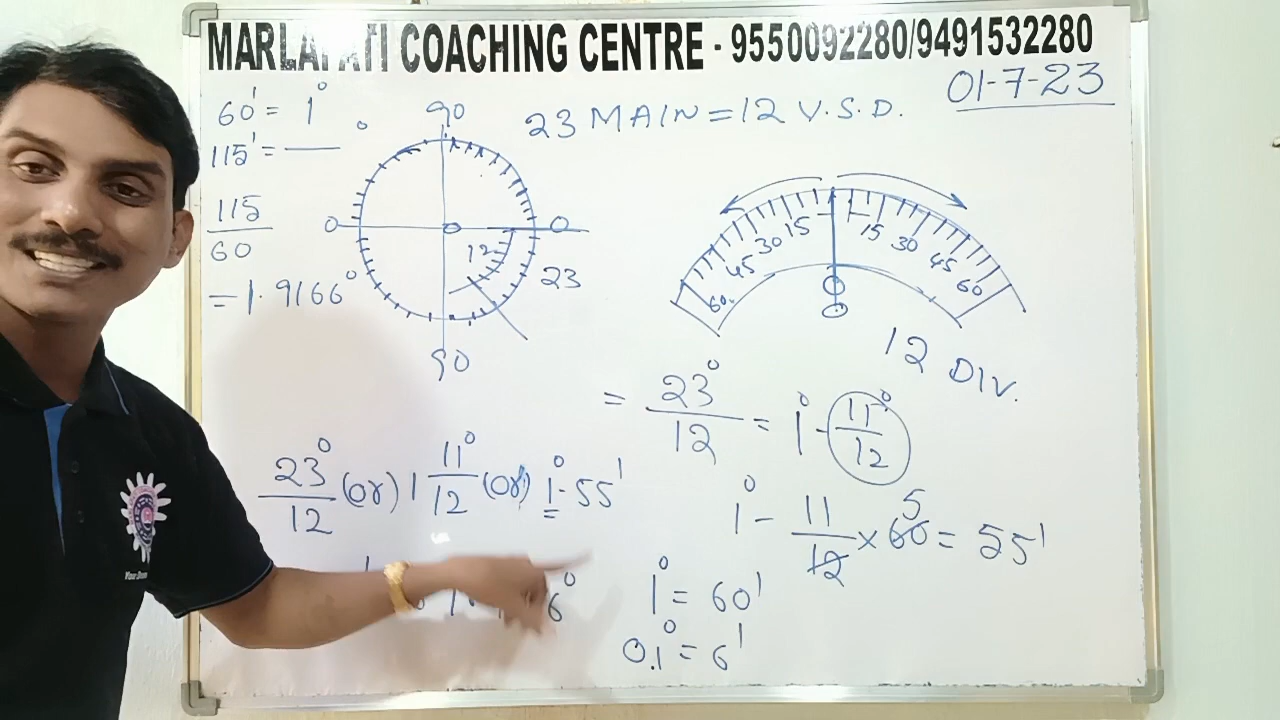 MARLAPATI COACHING CENTRE - 9550092280/9491532280
01-7-23
60' = 1°
115' = ___°
115/60
= 1.9166°
90
0
0
12
23
90
23 MAIN = 12 V.S.D.
60. 45 30 15 15 30 45 60
12 DIV.
= 23°/12 = 1° - 11°/12
1° - 11/12 × 60 5 = 55'
23°/12 (or) 1 11°/12 (or) 1°-55'
6°
1° = 60'
0.1° = 6'